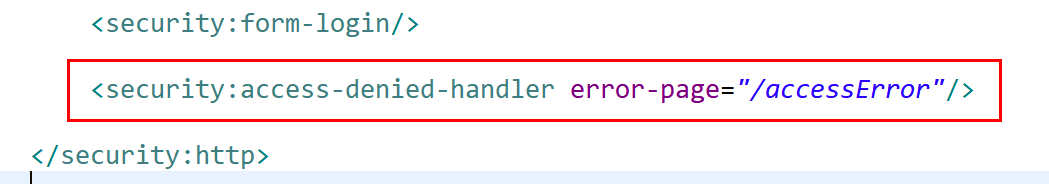 <security:form-login/>
<security:access-denied-handler error-page="/accessError"/>
</security:http>